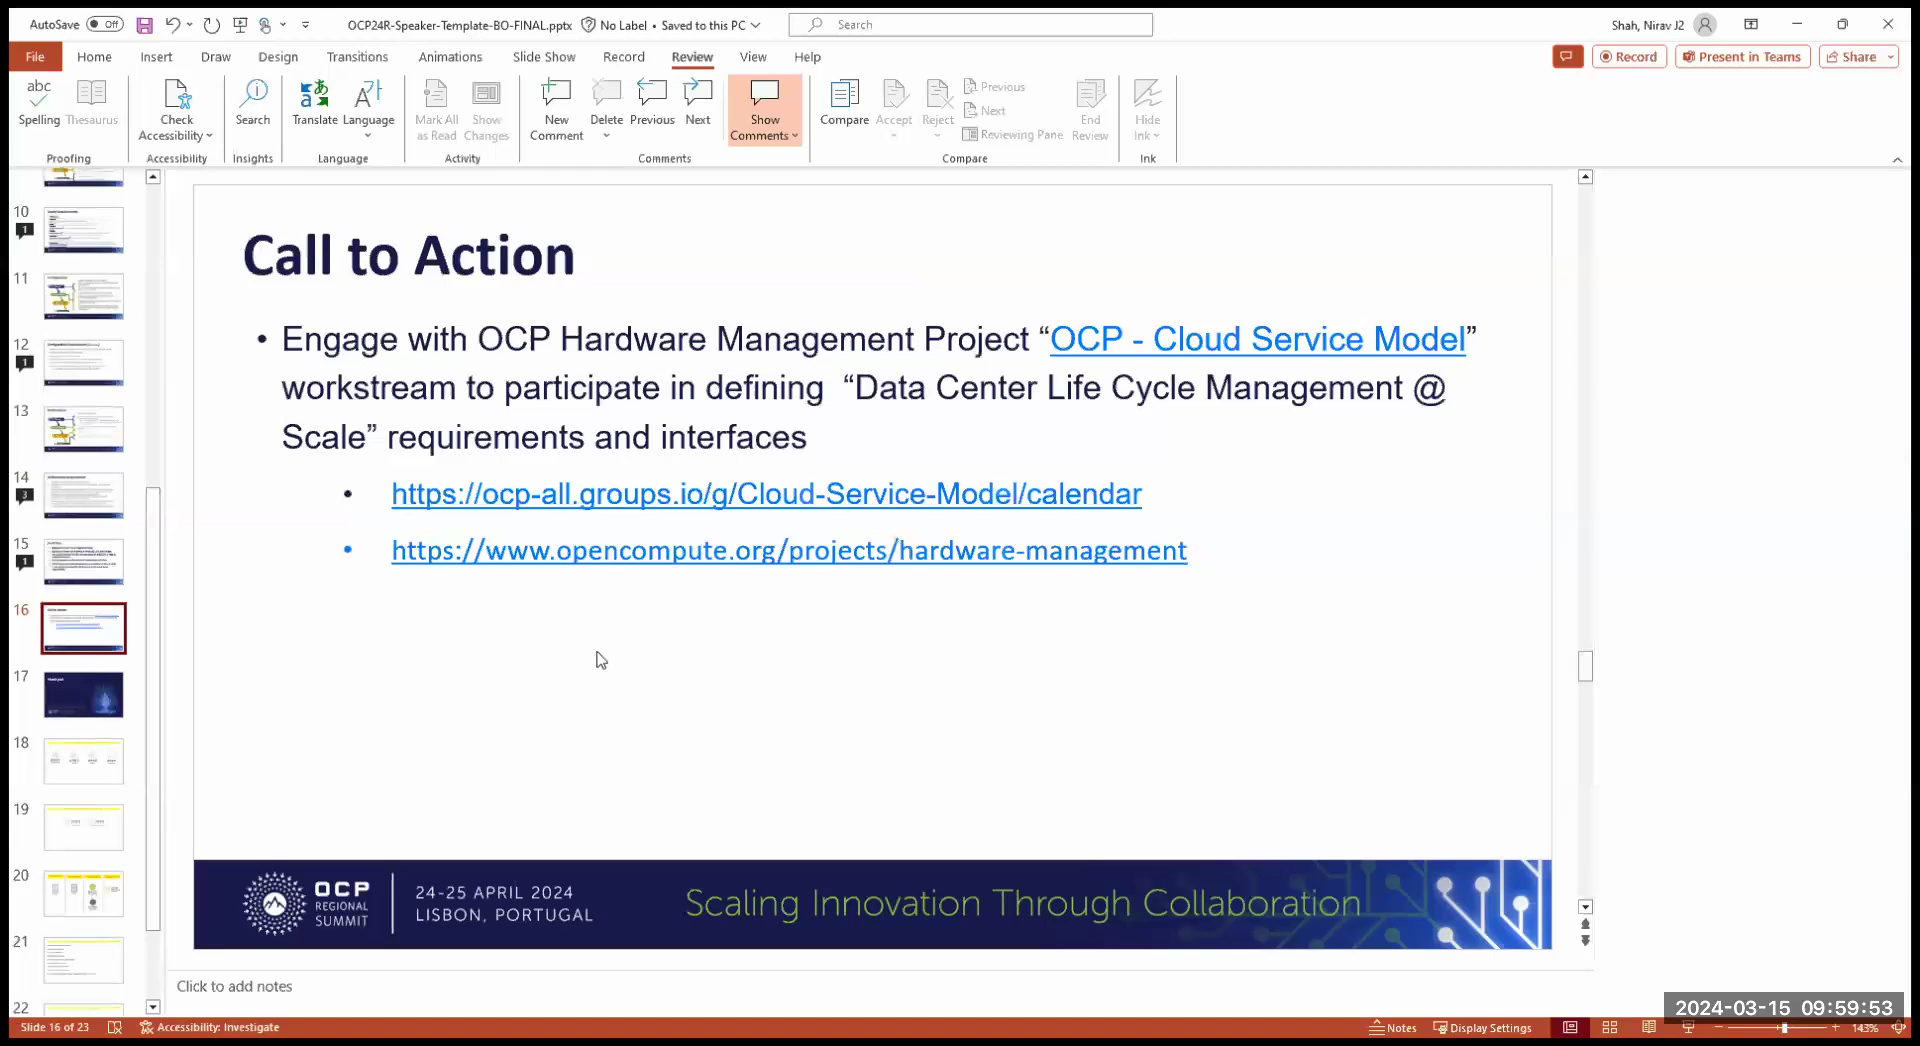 AutoSave Off OCP24R-Speaker-Template-BO-FINAL.pptx No Label • Saved to this PC Search Shah, Nirav J2
File Home Insert Draw Design Transitions Animations Slide Show Record Review View Help Record Present in Teams Share
abc
Spelling Thesaurus
Proofing
Check
Accessibility
Accessibility
Search
Insights
Translate Language
Language
Mark All
as Read
Show
Changes
Activity
New
Comment
Delete Previous Next
Show
Comments
Comments
Compare Accept Reject
Previous
Next
Reviewing Pane
End
Review
Compare
Hide
Ink
Ink
10
1
11
12
1
13
14
3
15
1
16
17
18
19
20
21
22
Call to Action
• Engage with OCP Hardware Management Project “OCP - Cloud Service Model”
workstream to participate in defining “Data Center Life Cycle Management @
Scale” requirements and interfaces
• https://ocp-all.groups.io/g/Cloud-Service-Model/calendar
• https://www.opencompute.org/projects/hardware-management
OCP
REGIONAL
SUMMIT
24-25 APRIL 2024
LISBON, PORTUGAL
Scaling Innovation Through Collaboration
Click to add notes
2024-03-15 09:59:53
Slide 16 of 23 Accessibility: Investigate Notes Display Settings 143%